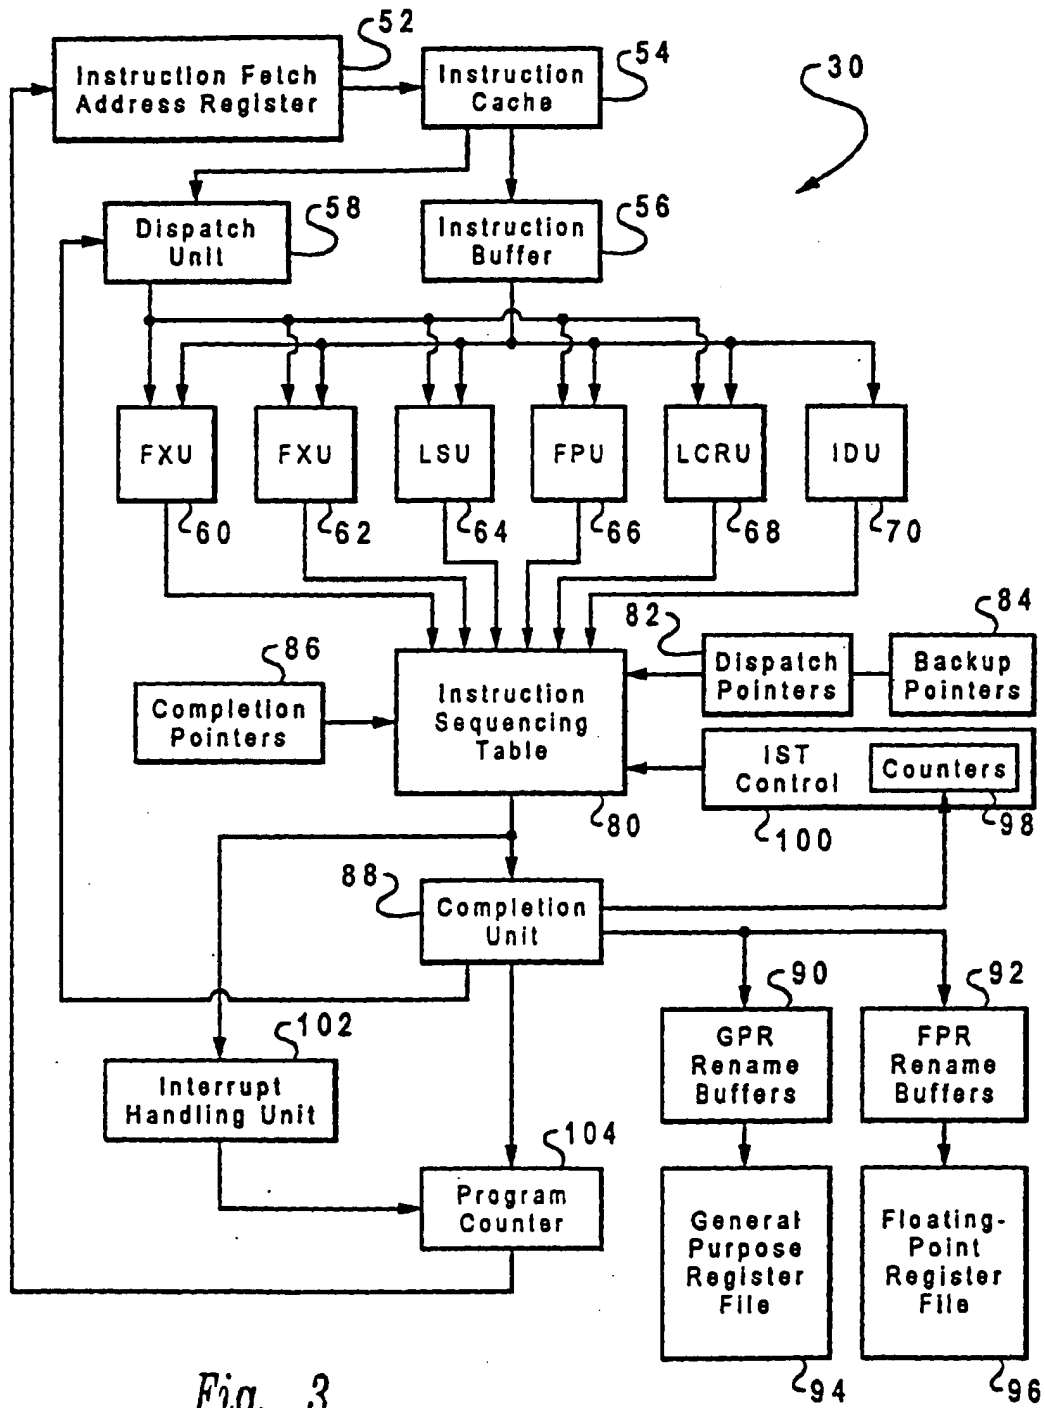 52
Instruction Fetch
Address Register
54
Instruction
Cache
30
58
Dispatch
Unit
56
Instruction
Buffer
FXU
FXU
LSU
FPU
LCRU
IDU
60
62
64
66
68
70
82
84
Dispatch
Pointers
Backup
Pointers
86
Completion
Pointers
Instruction
Sequencing
Table
IST
Control
Counters
80
100
98
88
Completion
Unit
90
92
GPR
Rename
Buffers
FPR
Rename
Buffers
102
Interrupt
Handling Unit
104
Program
Counter
General
Purpose
Register
File
Floating-
Point
Register
File
94
96
Fig. 3